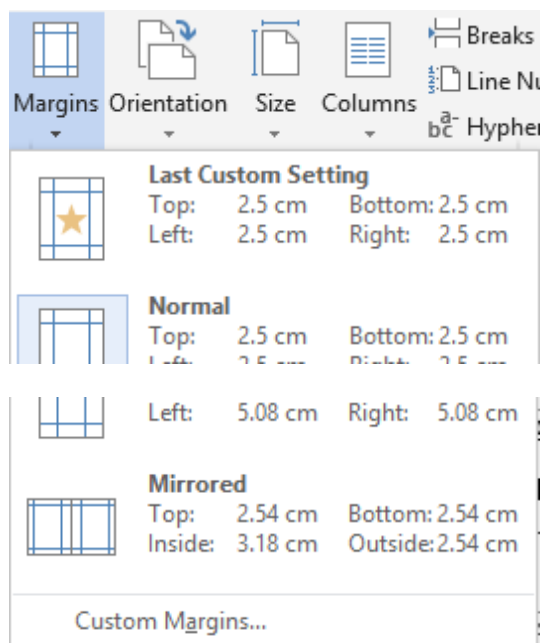 Breaks
Line Nu
Margins Orientation Size Columns
bc a- Hypher
Last Custom Setting
Top: 2.5 cm Bottom: 2.5 cm
Left: 2.5 cm Right: 2.5 cm
Normal
Top: 2.5 cm Bottom: 2.5 cm
Left: 5.08 cm Right: 5.08 cm
Mirrored
Top: 2.54 cm Bottom: 2.54 cm
Inside: 3.18 cm Outside: 2.54 cm
Custom Margins...